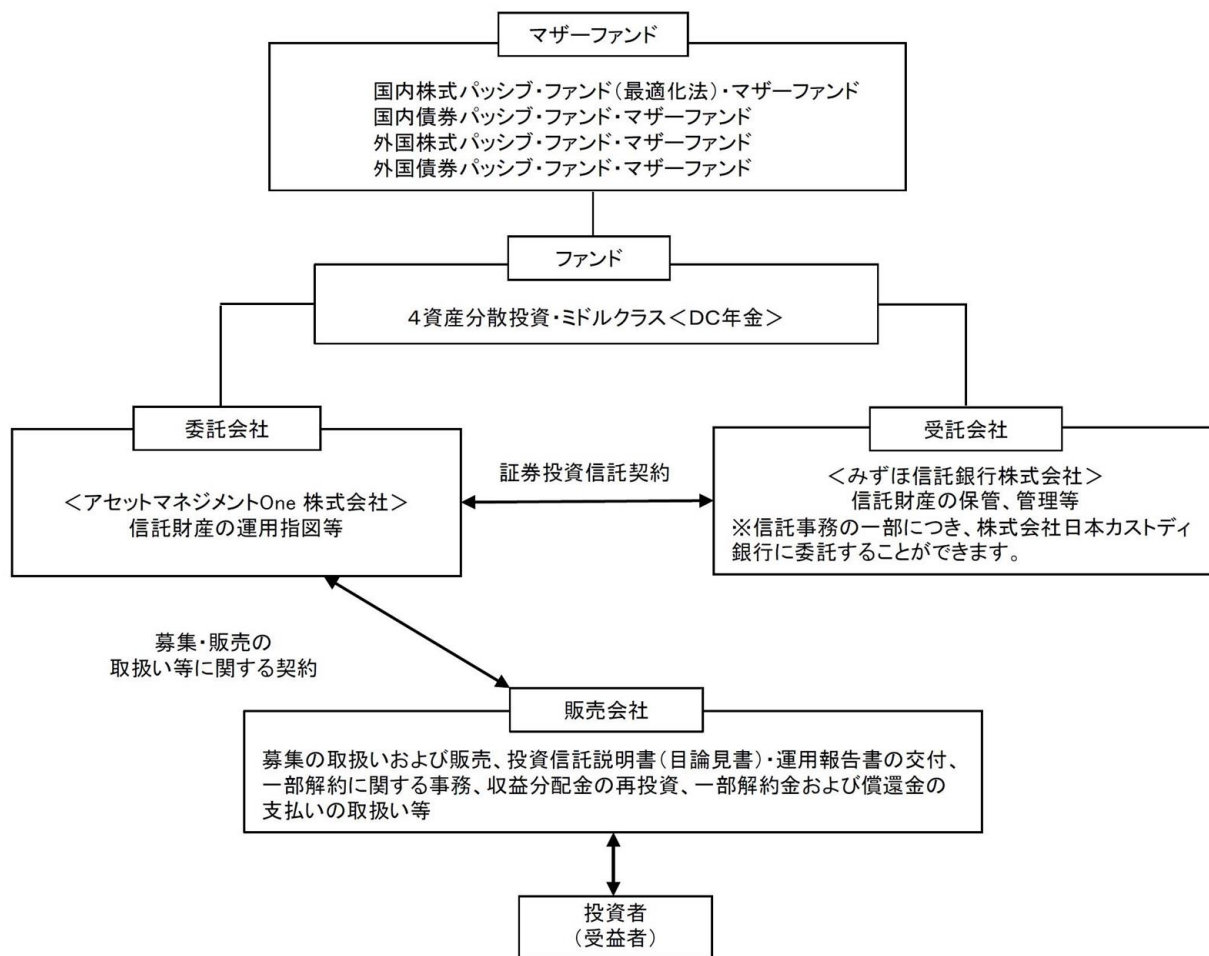 マザーファンド
国内株式パッシブ・ファンド(最適化法)・マザーファンド
国内債券パッシブ・ファンド・マザーファンド
外国株式パッシブ・ファンド・マザーファンド
外国債券パッシブ・ファンド・マザーファンド
ファンド
4資産分散投資・ミドルクラス<DC年金>
委託会社
<アセットマネジメントOne 株式会社>
信託財産の運用指図等
証券投資信託契約
受託会社
<みずほ信託銀行株式会社>
信託財産の保管、管理等
※信託事務の一部につき、株式会社日本カストディ
銀行に委託することができます。
募集・販売の
取扱い等に関する契約
販売会社
募集の取扱いおよび販売、投資信託説明書(目論見書)・運用報告書の交付、
一部解約に関する事務、収益分配金の再投資、一部解約金および償還金の
支払いの取扱い等
投資者
(受益者)